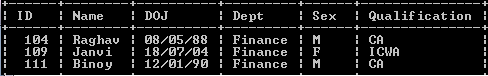 ID Name DOJ Dept Sex Qualification
104 Raghav 08/05/88 Finance M CA
109 Janvi 18/07/04 Finance F ICWA
111 Binoy 12/01/90 Finance M CA